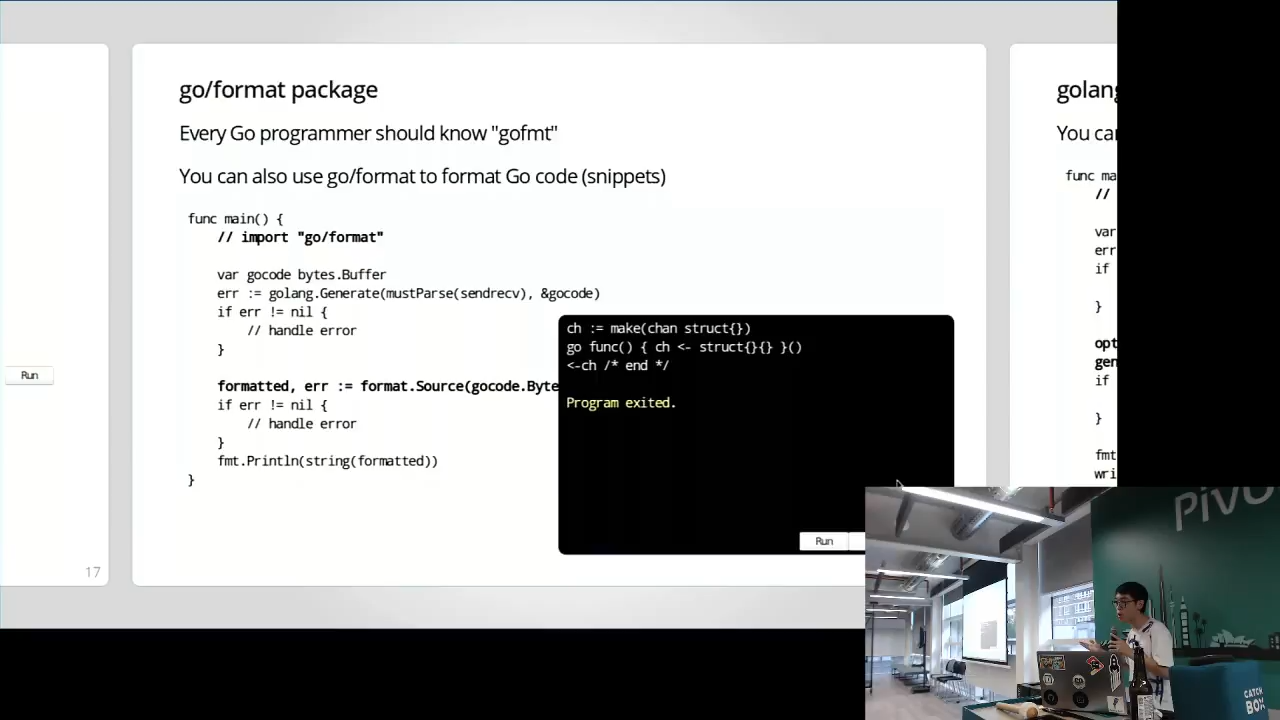 go/format package
Every Go programmer should know "gofmt"
You can also use go/format to format Go code (snippets)
func main() {
// import "go/format"
var gocode bytes.Buffer
err := golang.Generate(mustParse(sendrecv), &gocode)
if err != nil {
// handle error
}
formatted, err := format.Source(gocode.Byte
if err != nil {
// handle error
}
fmt.Println(string(formatted))
}
ch := make(chan struct{})
go func() { ch <- struct{}{} }()
<-ch /* end */
Program exited.
Run
Run
17
golang
You can
func ma
//
var
err
if
}
opt
gen
if
}
fmt
wri
PIVO
CATCH
BOX